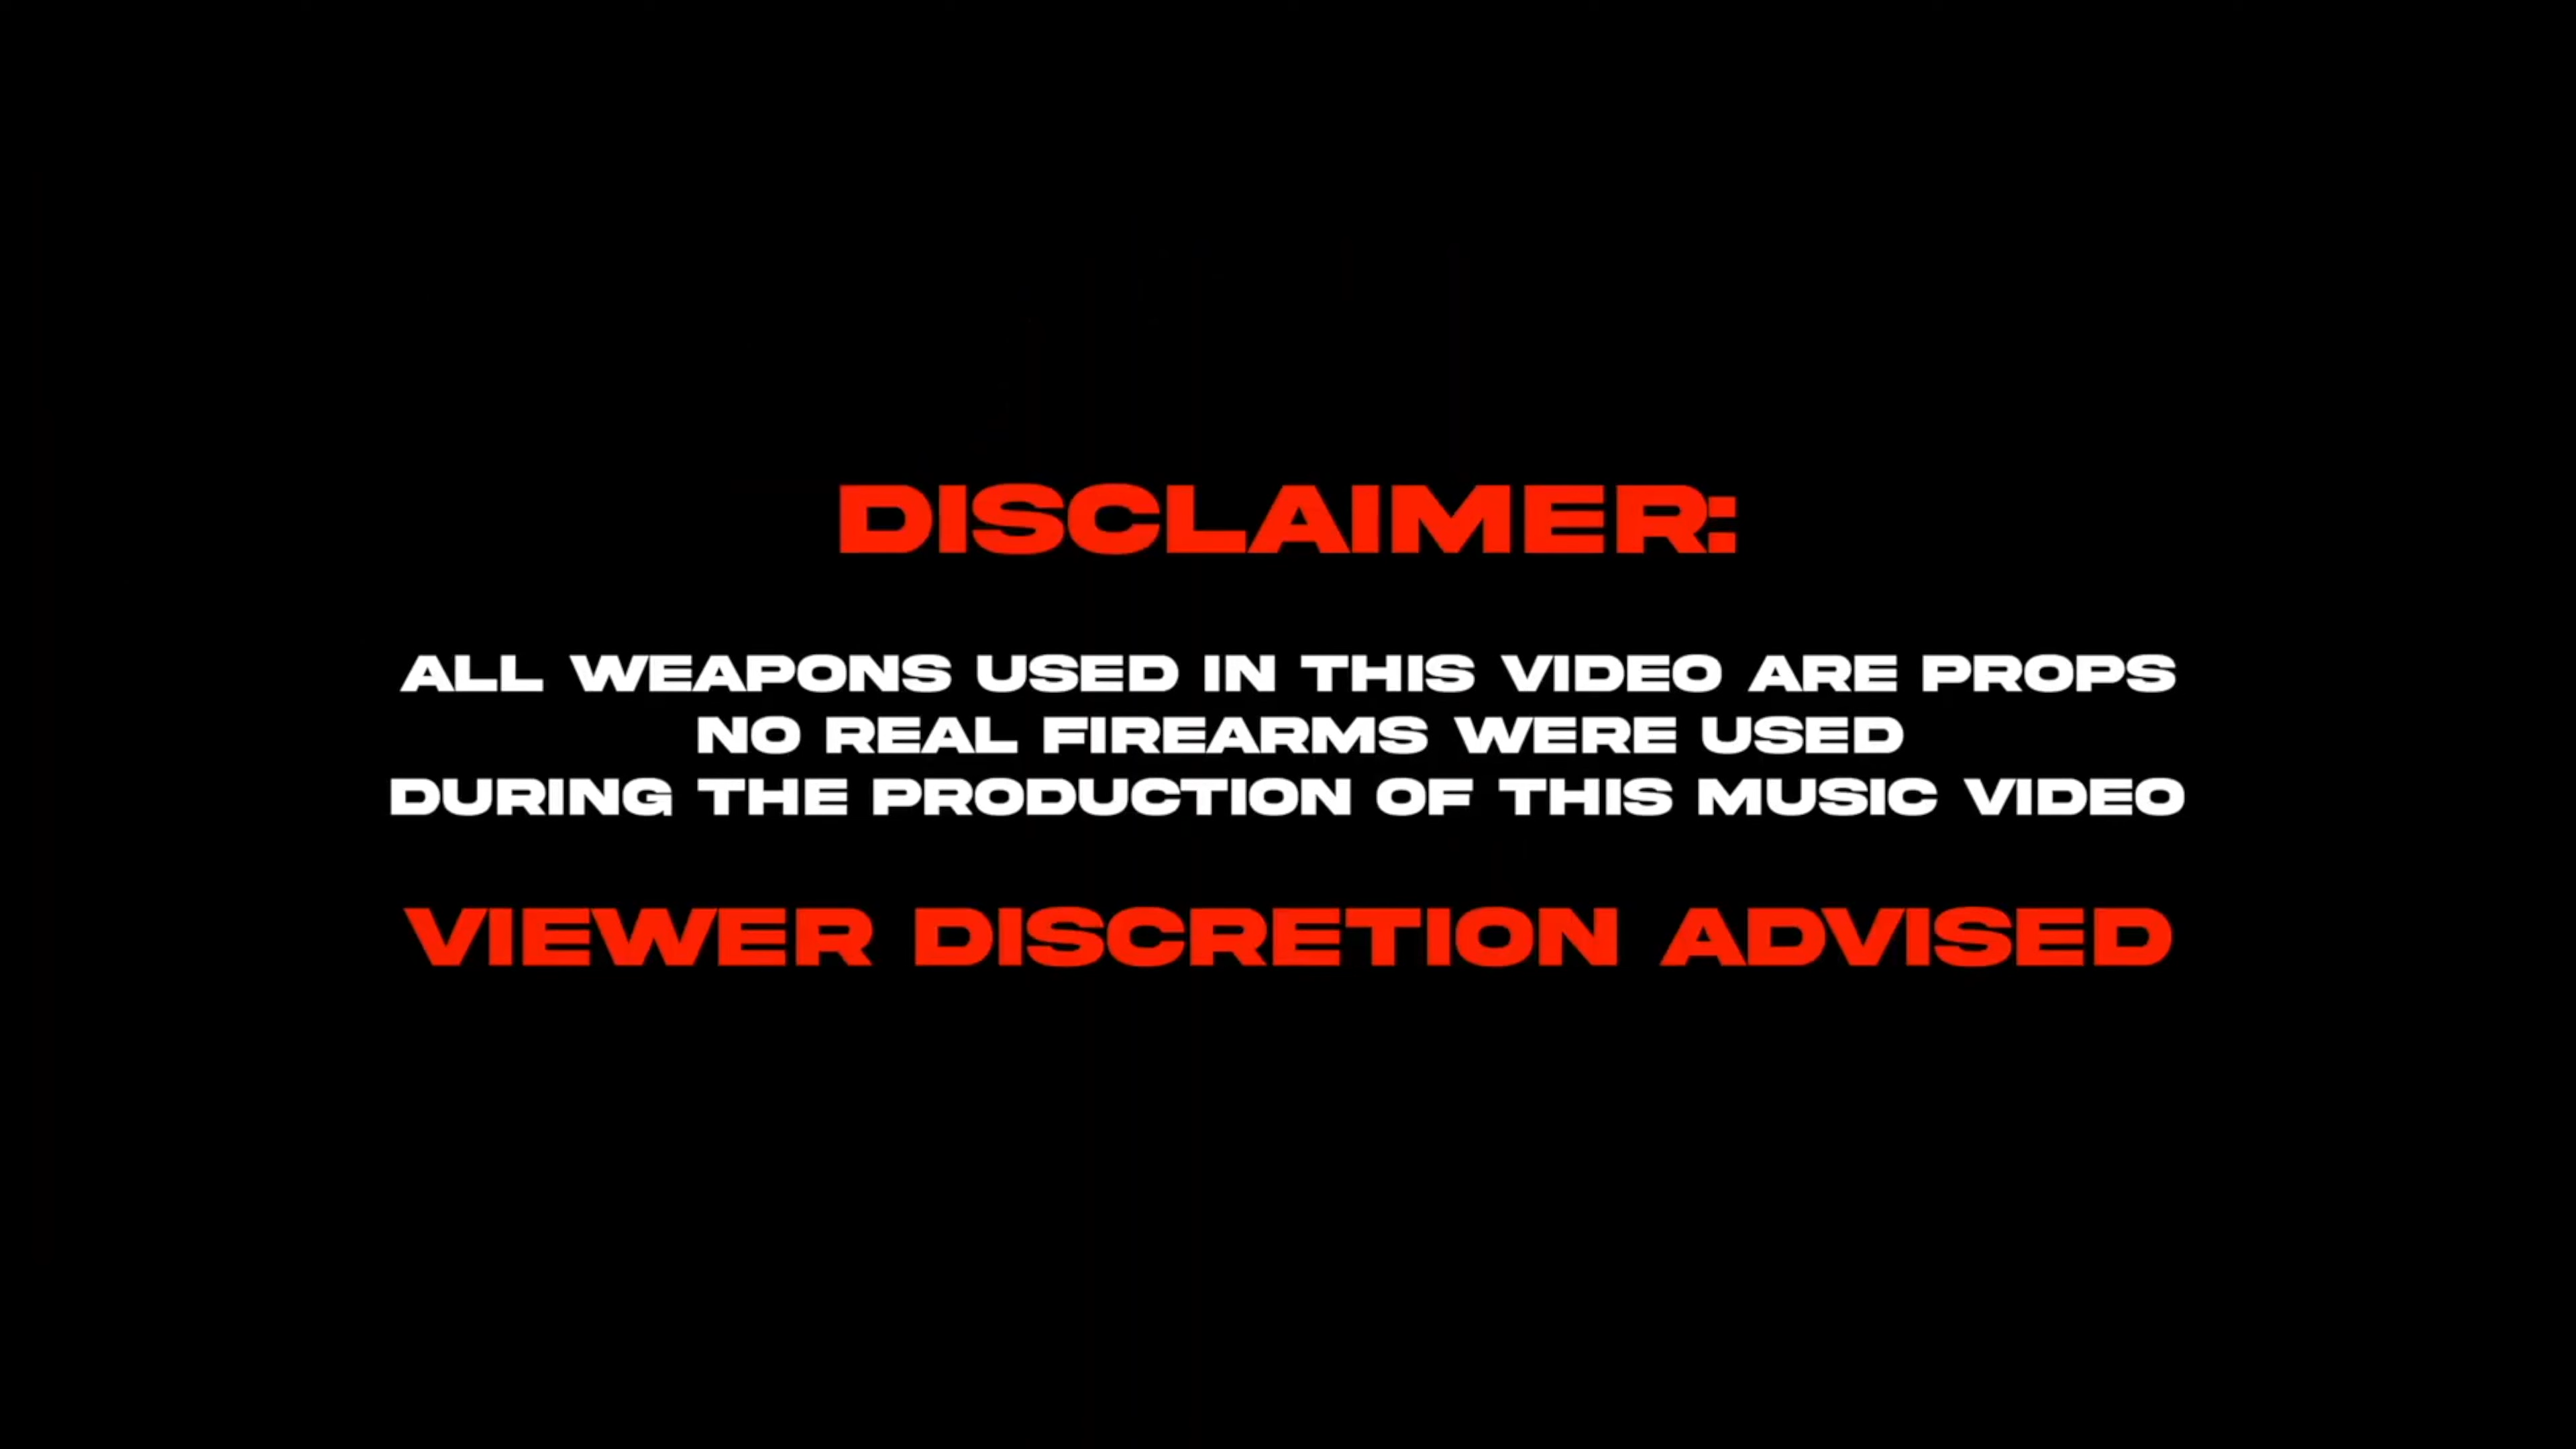 DISCLAIMER:
ALL WEAPONS USED IN THIS VIDEO ARE PROPS
NO REAL FIREARMS WERE USED
DURING THE PRODUCTION OF THIS MUSIC VIDEO
VIEWER DISCRETION ADVISED